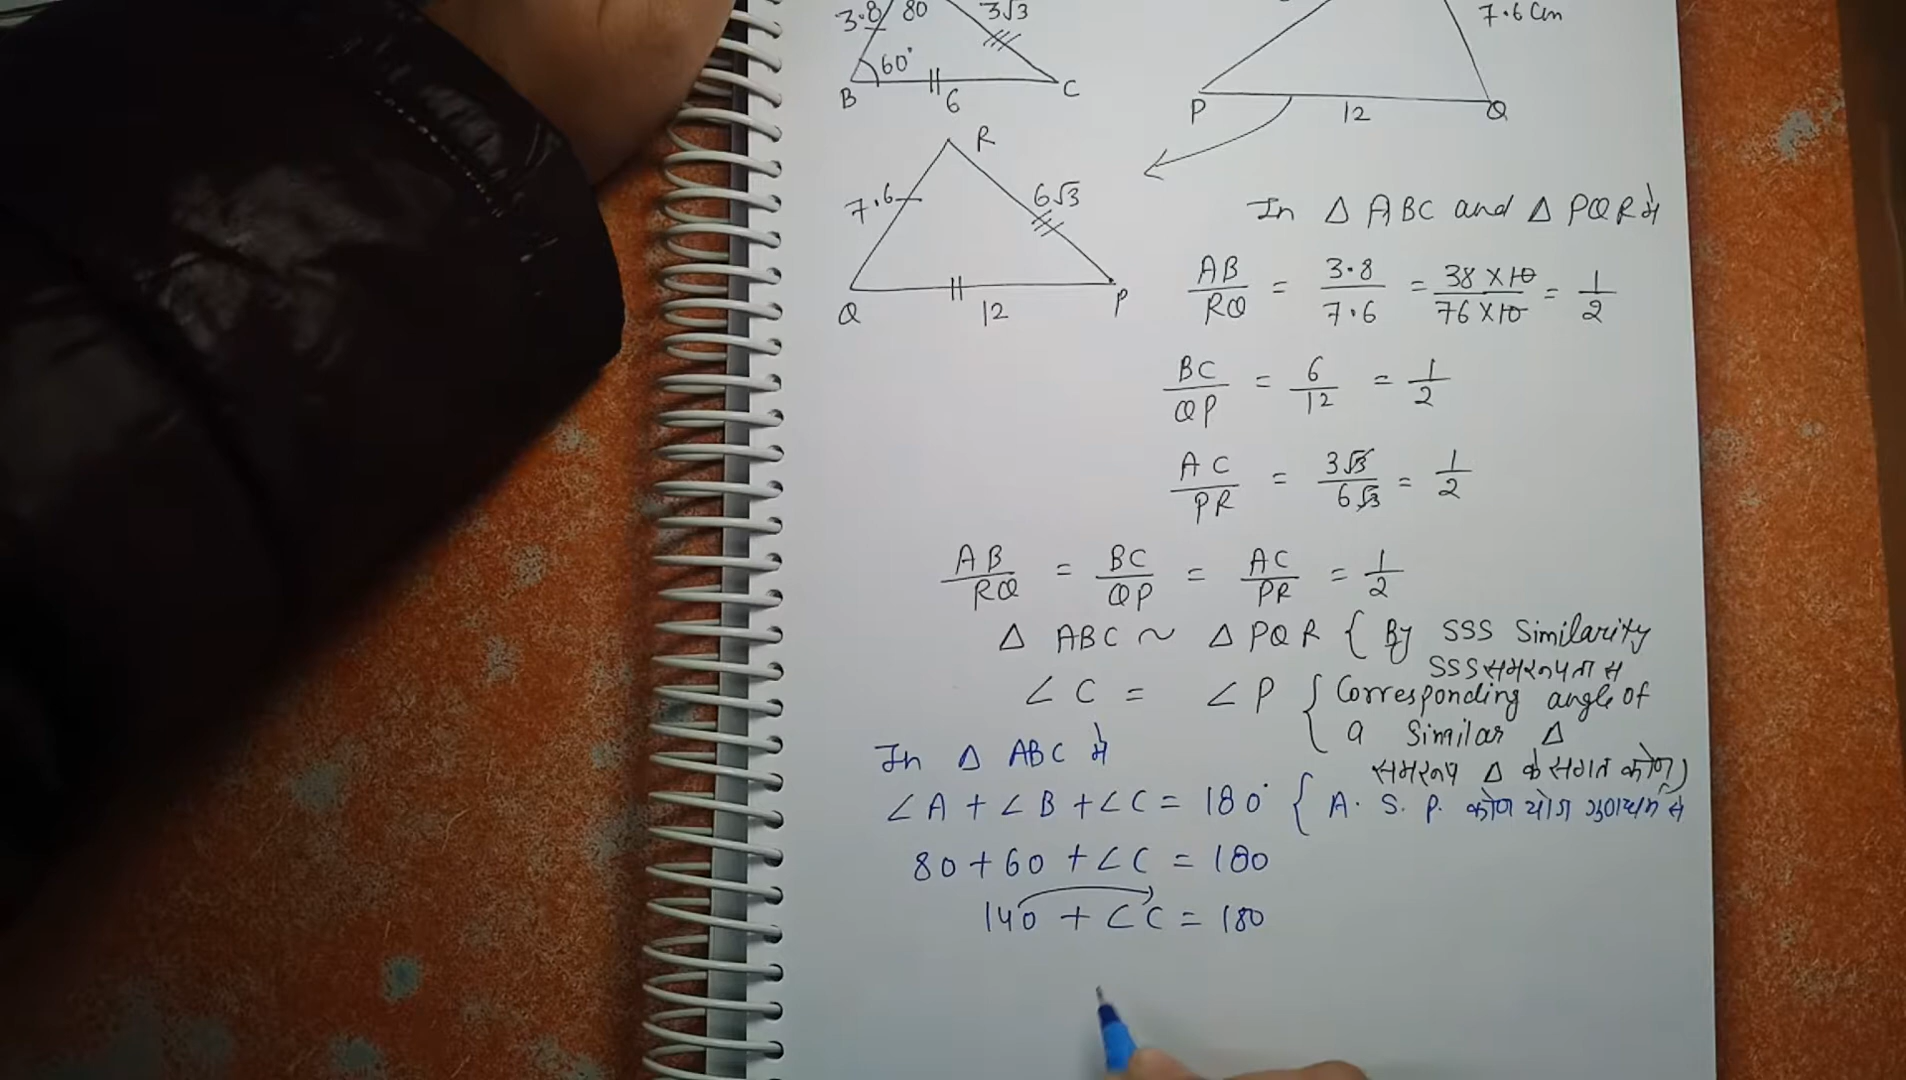 3.8 80 3√3
60°
B 6 C
7.6 cm
P 12 Q
R
7.6 6√3
Q 12 P
In △ ABC and △ PQR में
AB/RQ = 3.8/7.6 = 38×10/76×10 = 1/2
BC/QP = 6/12 = 1/2
AC/PR = 3√3/6√3 = 1/2
AB/RQ = BC/QP = AC/PR = 1/2
△ ABC ~ △ PQR { By SSS Similarity
SSS समरूपता से
∠C = ∠P { Corresponding angle of
a Similar △
समरूप △ के संगत कोण }
In △ ABC में
∠A + ∠B + ∠C = 180° { A. S. P. कोण योग गुणधर्म से
80 + 60 + ∠C = 180
140 + ∠C = 180